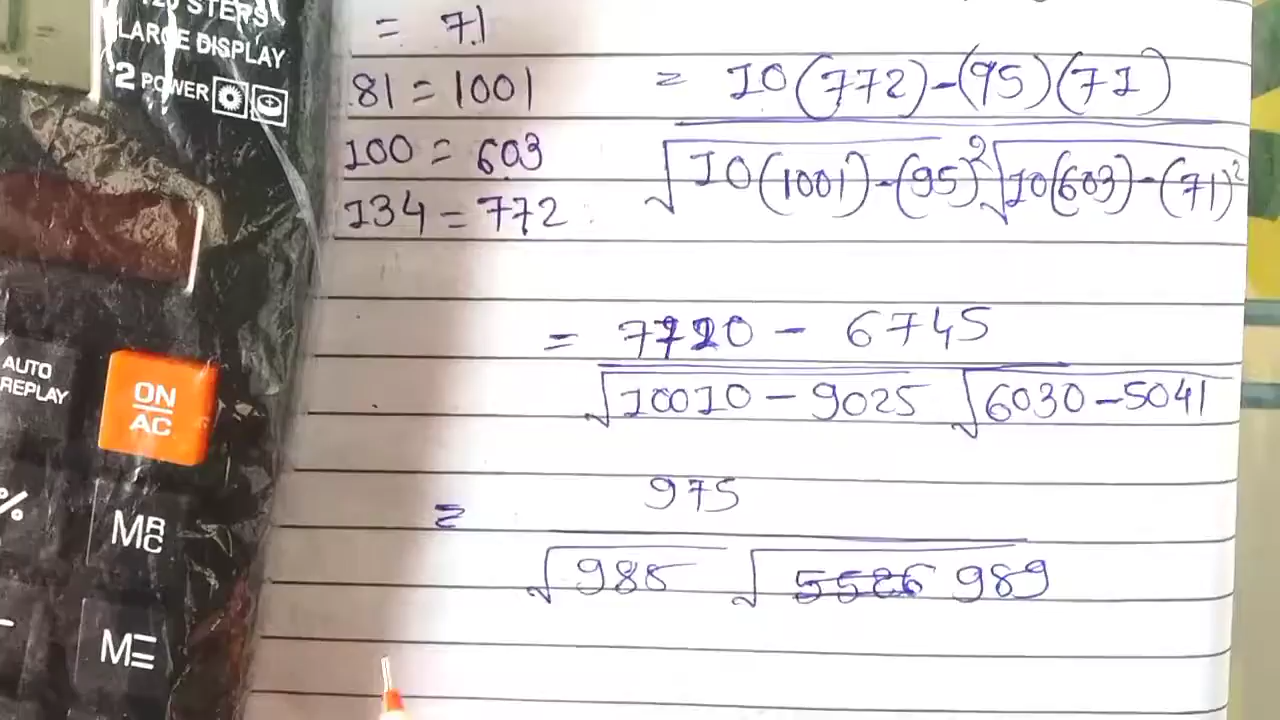 120 STEPS
LARGE DISPLAY
2 POWER
AUTO
REPLAY
ON
AC
%
MRC
M=
= 71
81 = 1001
100 = 603
134 = 772
= 10(772)-(95)(71)
√10(1001)-(95)² √10(603)-(71)²
= 7720 - 6745
√10010-9025 √6030-5041
= 975
√985 √5526 989